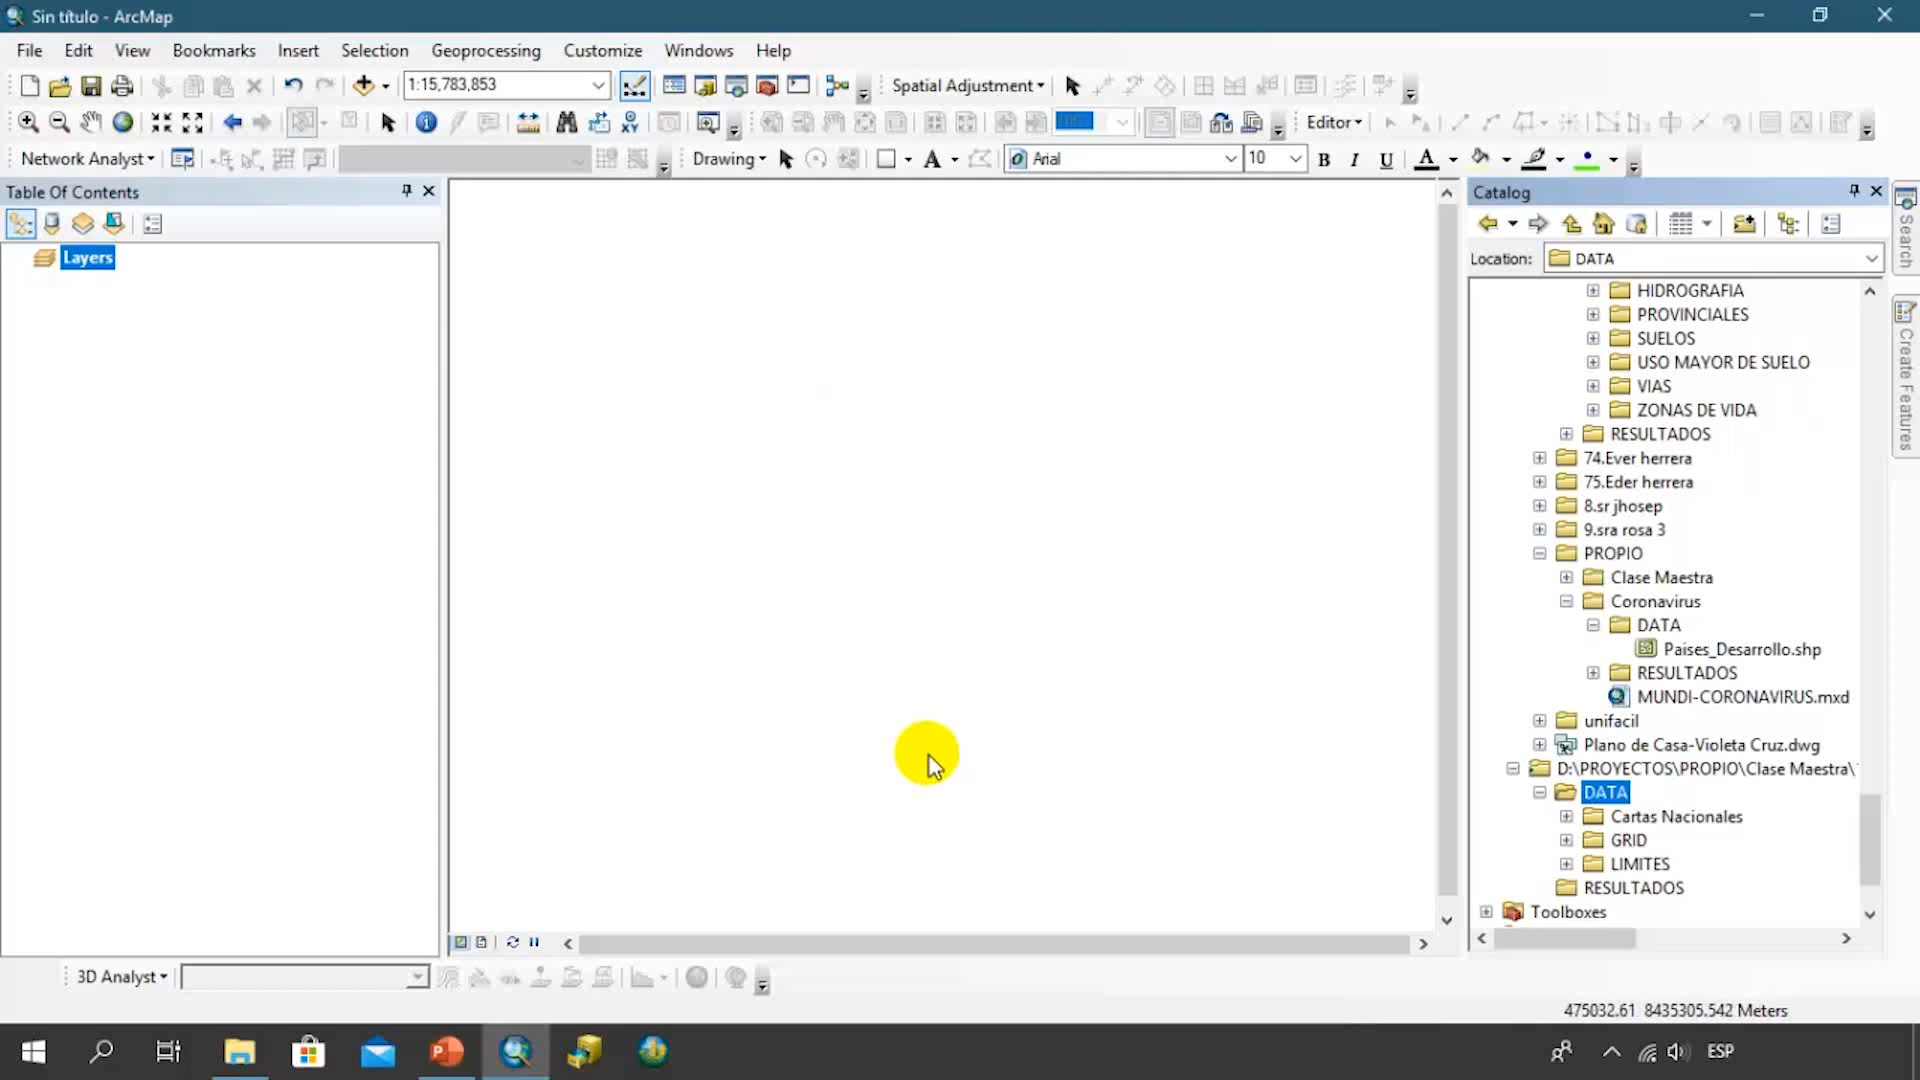 Sin título - ArcMap
File Edit View Bookmarks Insert Selection Geoprocessing Customize Windows Help
1:15,783,853 Spatial Adjustment
Editor
Network Analyst Drawing A Arial 10 B I U A
Table Of Contents
Layers
Catalog
Location: DATA
HIDROGRAFIA
PROVINCIALES
SUELOS
USO MAYOR DE SUELO
VIAS
ZONAS DE VIDA
RESULTADOS
74.Ever herrera
75.Eder herrera
8.sr jhosep
9.sra rosa 3
PROPIO
Clase Maestra
Coronavirus
DATA
Paises_Desarrollo.shp
RESULTADOS
MUNDI-CORONAVIRUS.mxd
unifacil
Plano de Casa-Violeta Cruz.dwg
D:\PROYECTOS\PROPIO\Clase Maestra\
DATA
Cartas Nacionales
GRID
LIMITES
RESULTADOS
Toolboxes
Search
Create Features
3D Analyst
475032.61 8435305.542 Meters
ESP